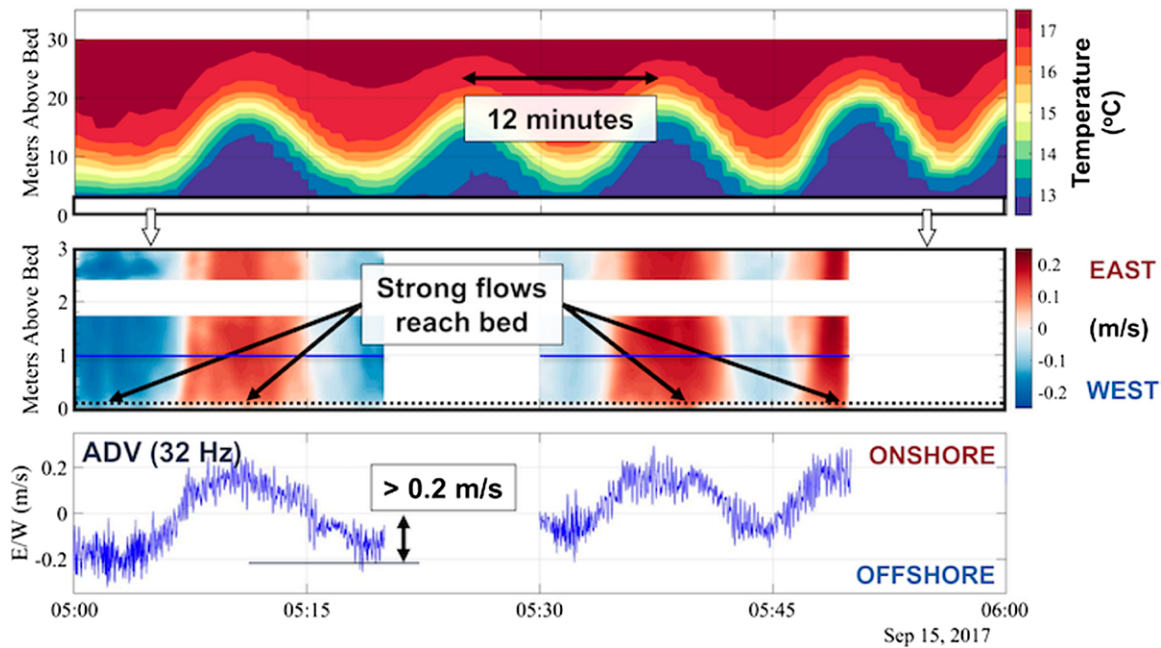 Meters Above Bed
30
20
10
0
12 minutes
17
16
15
14
13
Temperature
(ºC)
Meters Above Bed
3
2
1
0
Strong flows
reach bed
0.2
0.1
0
-0.1
-0.2
EAST
(m/s)
WEST
E/W (m/s)
0.2
0
-0.2
ADV (32 Hz)
> 0.2 m/s
ONSHORE
OFFSHORE
05:00
05:15
05:30
05:45
06:00
Sep 15, 2017